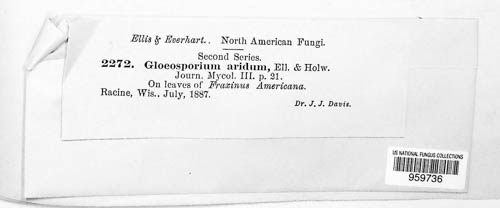 Ellis & Everhart.. North American Fungi.
Second Series.
2272. Gloeosporium aridum, Ell. & Holw.
Journ. Mycol. III. p. 21.
On leaves of Fraxinus Americana.
Racine, Wis., July, 1887.
Dr. J. J. Davis.
US NATIONAL FUNGUS COLLECTIONS
959736